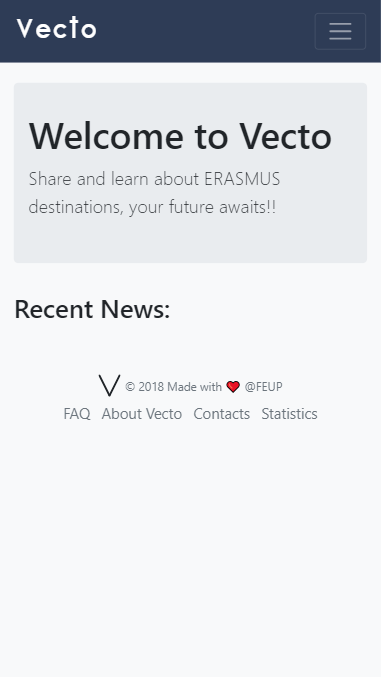 Vecto
Welcome to Vecto
Share and learn about ERASMUS
destinations, your future awaits!!
Recent News:
© 2018 Made with ❤ @FEUP
FAQ About Vecto Contacts Statistics